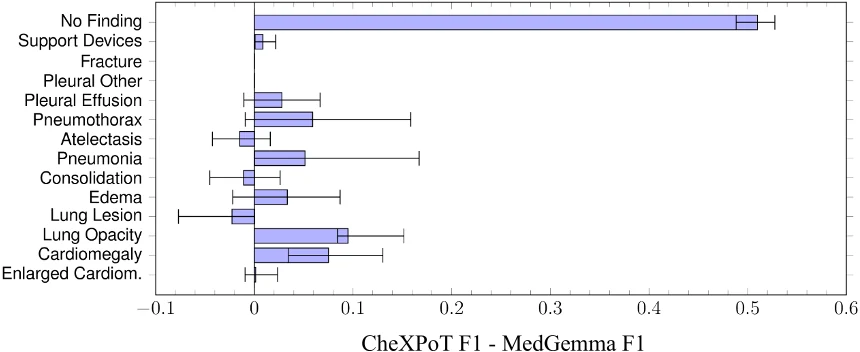 No Finding
Support Devices
Fracture
Pleural Other
Pleural Effusion
Pneumothorax
Atelectasis
Pneumonia
Consolidation
Edema
Lung Lesion
Lung Opacity
Cardiomegaly
Enlarged Cardiom.
−0.1 0 0.1 0.2 0.3 0.4 0.5 0.6
CheXPoT F1 - MedGemma F1